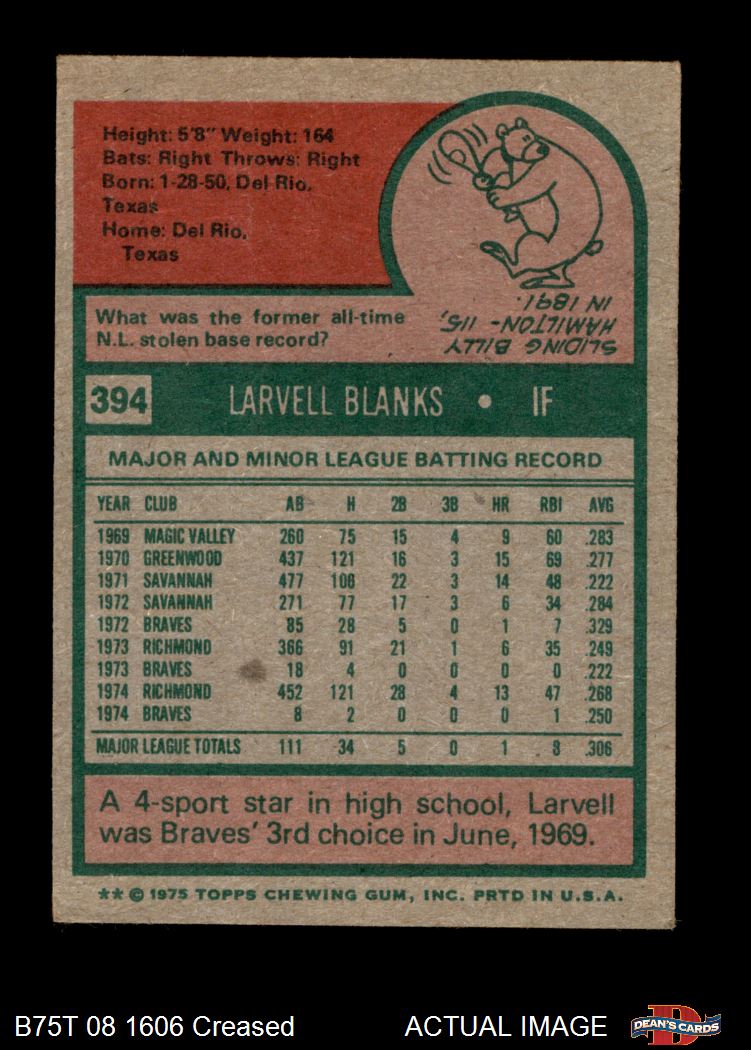 Height: 5'8" Weight: 164
Bats: Right Throws: Right
Born: 1-28-50, Del Rio,
Texas
Home: Del Rio,
Texas
What was the former all-time
N.L. stolen base record?
SLIDING BILLY
HAMILTON - 115,
IN 1891.
394 LARVELL BLANKS • IF
MAJOR AND MINOR LEAGUE BATTING RECORD
YEAR CLUB AB H 2B 3B HR RBI AVG
1969 MAGIC VALLEY 260 75 15 4 9 60 .283
1970 GREENWOOD 437 121 16 3 15 69 .277
1971 SAVANNAH 477 106 22 3 14 48 .222
1972 SAVANNAH 271 77 17 3 6 34 .284
1972 BRAVES 85 28 5 0 1 7 .329
1973 RICHMOND 366 91 21 1 6 35 .249
1973 BRAVES 18 4 0 0 0 0 .222
1974 RICHMOND 452 121 28 4 13 47 .268
1974 BRAVES 8 2 0 0 0 1 .250
MAJOR LEAGUE TOTALS 111 34 5 0 1 8 .306
A 4-sport star in high school, Larvell
was Braves' 3rd choice in June, 1969.
** © 1975 TOPPS CHEWING GUM, INC. PRTD IN U.S.A.
B75T 08 1606 Creased ACTUAL IMAGE
D
DEAN'S CARDS